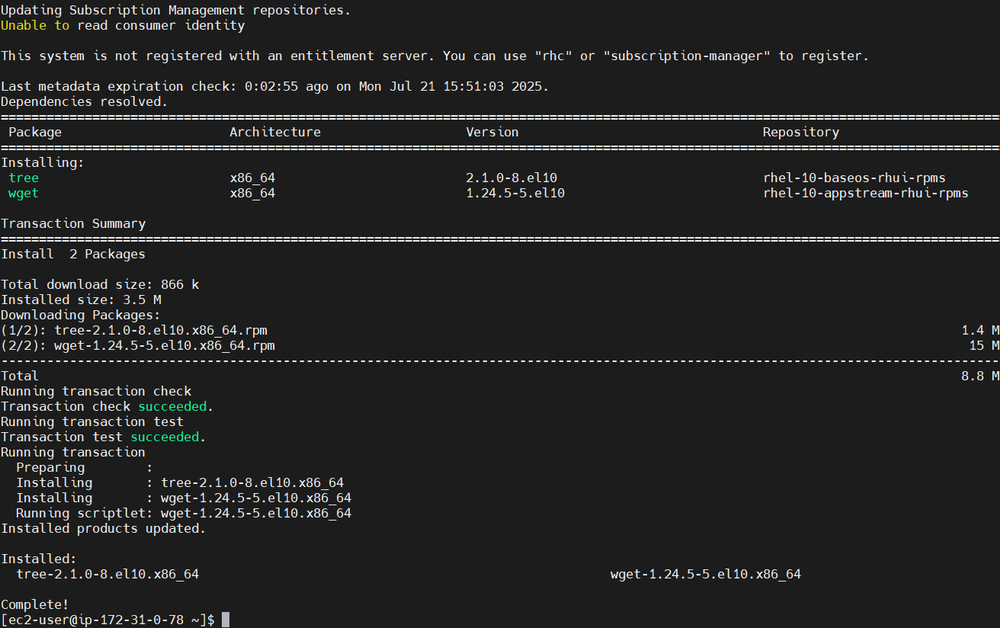 Updating Subscription Management repositories.
Unable to read consumer identity
This system is not registered with an entitlement server. You can use "rhc" or "subscription-manager" to register.
Last metadata expiration check: 0:02:55 ago on Mon Jul 21 15:51:03 2025.
Dependencies resolved.
================================================================================
Package Architecture Version Repository
================================================================================
Installing:
tree x86_64 2.1.0-8.el10 rhel-10-baseos-rhui-rpms
wget x86_64 1.24.5-5.el10 rhel-10-appstream-rhui-rpms
Transaction Summary
================================================================================
Install 2 Packages
Total download size: 866 k
Installed size: 3.5 M
Downloading Packages:
(1/2): tree-2.1.0-8.el10.x86_64.rpm 1.4 M
(2/2): wget-1.24.5-5.el10.x86_64.rpm 15 M
--------------------------------------------------------------------------------
Total 8.8 M
Running transaction check
Transaction check succeeded.
Running transaction test
Transaction test succeeded.
Running transaction
Preparing :
Installing : tree-2.1.0-8.el10.x86_64
Installing : wget-1.24.5-5.el10.x86_64
Running scriptlet: wget-1.24.5-5.el10.x86_64
Installed products updated.
Installed:
tree-2.1.0-8.el10.x86_64 wget-1.24.5-5.el10.x86_64
Complete!
[ec2-user@ip-172-31-0-78 ~]$